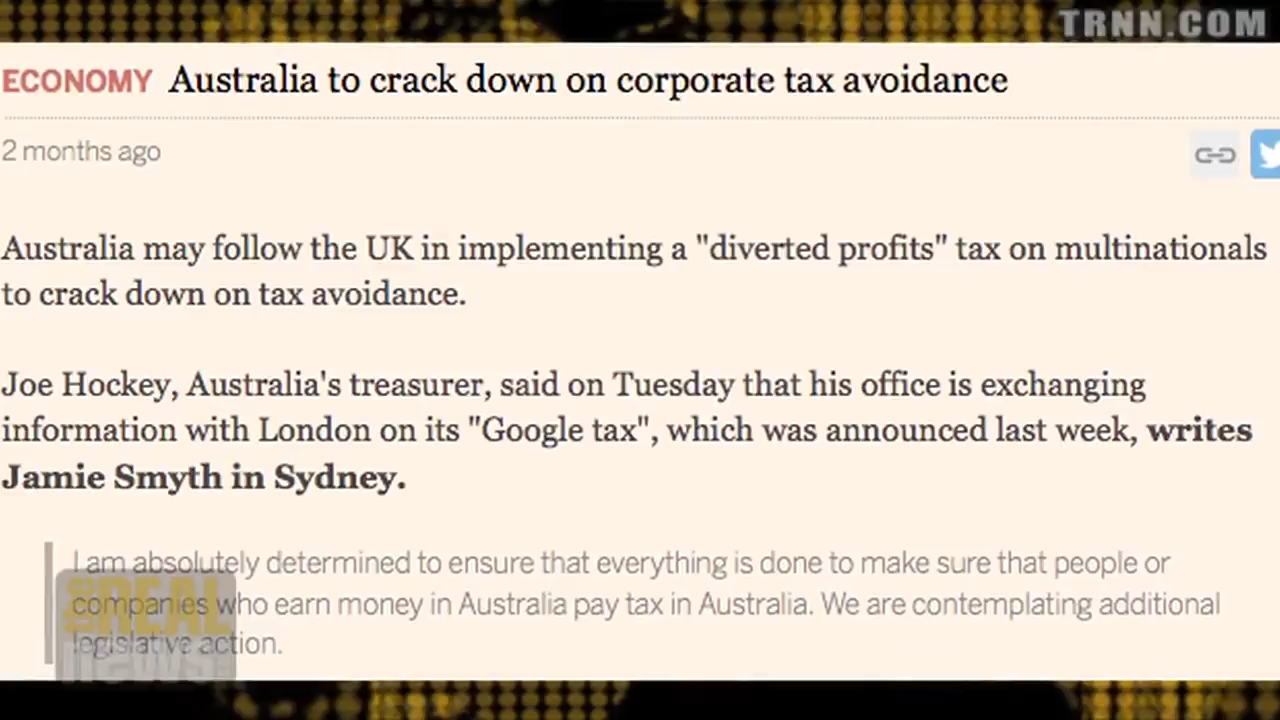 TRNN.COM
ECONOMY Australia to crack down on corporate tax avoidance
2 months ago
Australia may follow the UK in implementing a "diverted profits" tax on multinationals
to crack down on tax avoidance.
Joe Hockey, Australia's treasurer, said on Tuesday that his office is exchanging
information with London on its "Google tax", which was announced last week, writes
Jamie Smyth in Sydney.
I am absolutely determined to ensure that everything is done to make sure that people or
companies who earn money in Australia pay tax in Australia. We are contemplating additional
legislative action.
the REAL
news